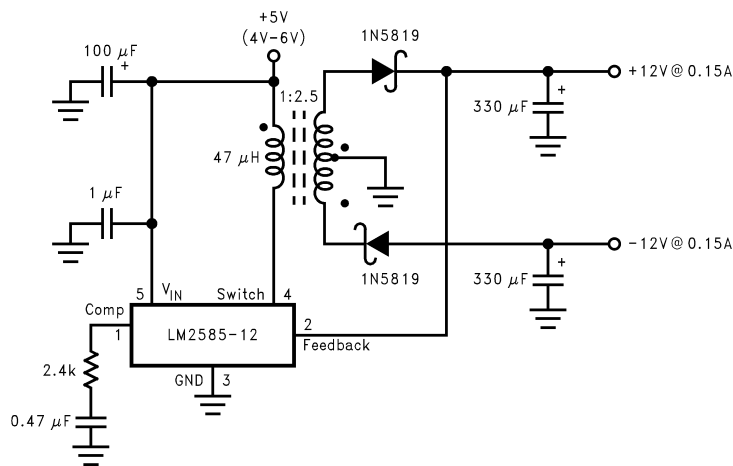 +5V
(4V-6V)
1N5819
100 µF
+
1:2.5
+12V@0.15A
+
330 µF
47 µH
1 µF
-12V@0.15A
1N5819
+
330 µF
5
VIN
Switch
4
Comp
1
LM2585-12
2
Feedback
2.4k
GND
3
0.47 µF